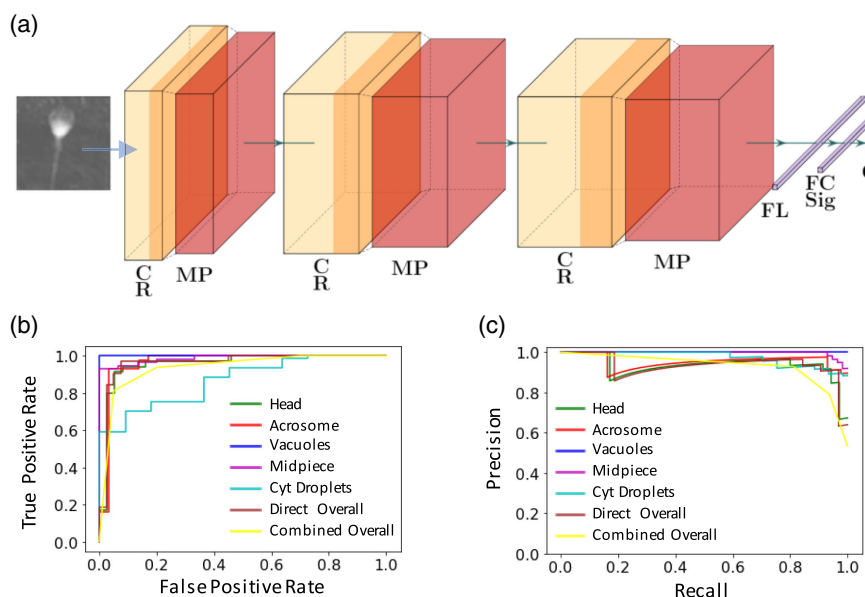 (a)
C
R
MP
C
R
MP
C
R
MP
FL
FC
Sig
(b)
True Positive Rate
1.0
0.8
0.6
0.4
0.2
0.0
Head
Acrosome
Vacuoles
Midpiece
Cyt Droplets
Direct Overall
Combined Overall
0.0 0.2 0.4 0.6 0.8 1.0
False Positive Rate
(c)
Precision
1.0
0.8
0.6
0.4
0.2
0.0
Head
Acrosome
Vacuoles
Midpiece
Cyt Droplets
Direct Overall
Combined Overall
0.0 0.2 0.4 0.6 0.8 1.0
Recall